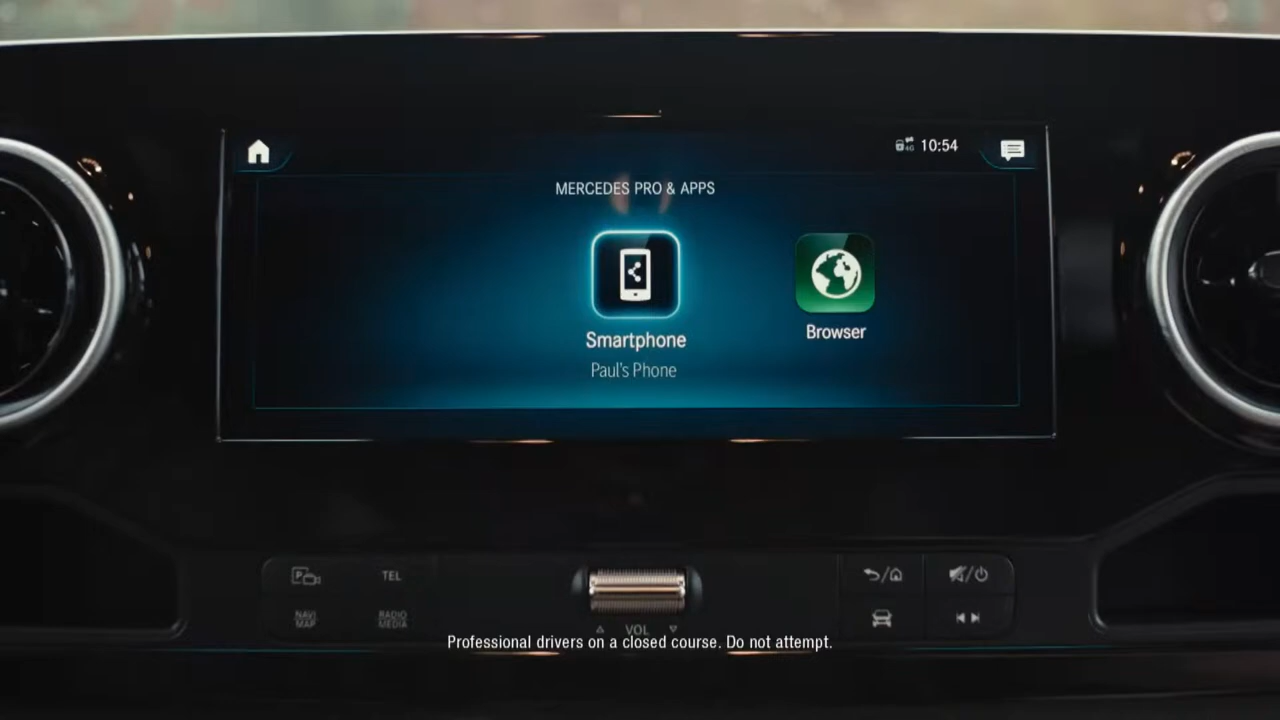 10:54
MERCEDES PRO & APPS
Smartphone
Paul's Phone
Browser
TEL
NAVI
MAP
RADIO
MEDIA
VOL
Professional drivers on a closed course. Do not attempt.